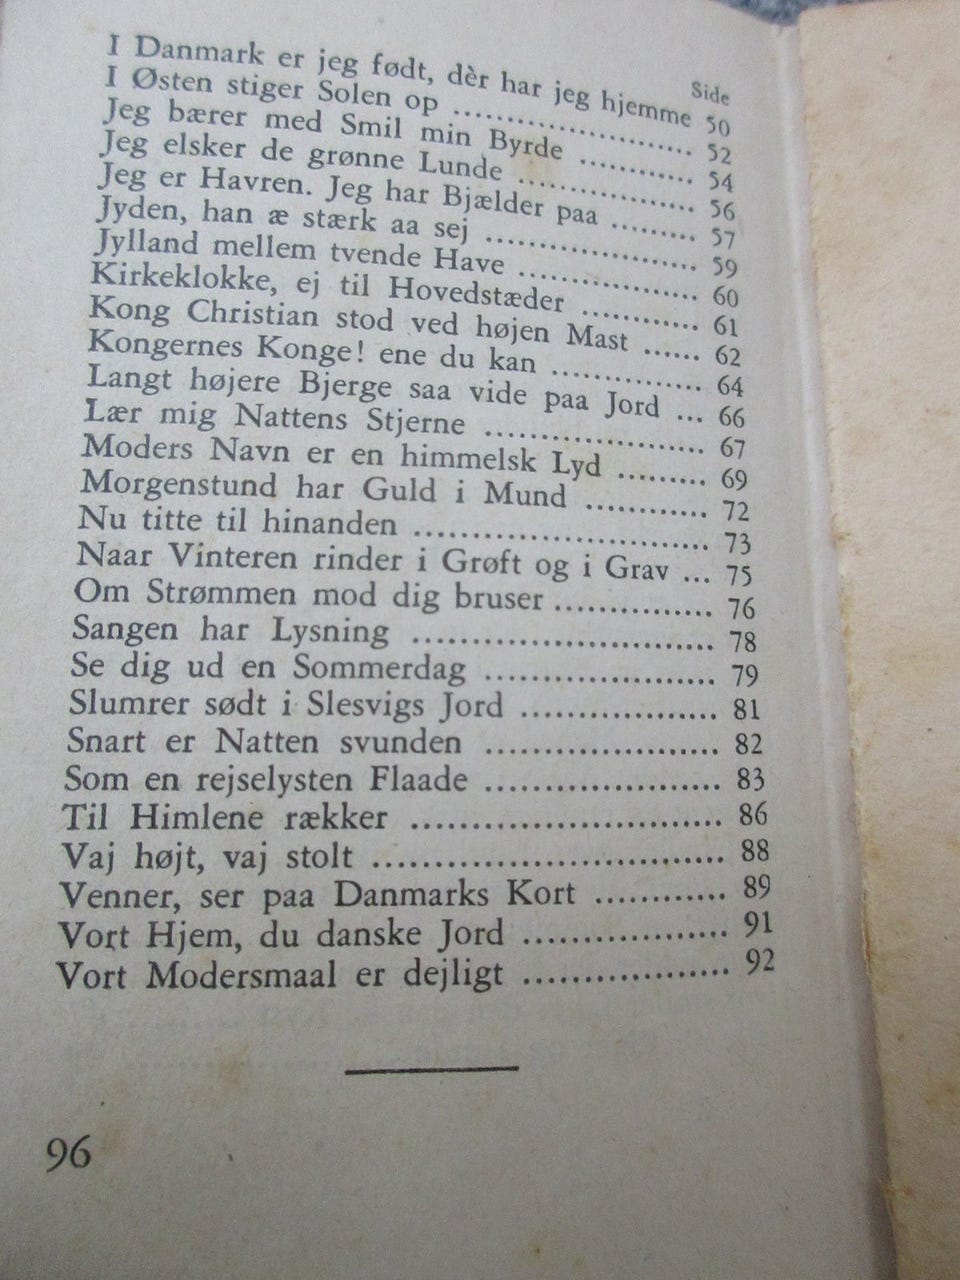 Side
I Danmark er jeg født, dèr har jeg hjemme 50
I Østen stiger Solen op ........................ 52
Jeg bærer med Smil min Byrde ............ 54
Jeg elsker de grønne Lunde .................. 56
Jeg er Havren. Jeg har Bjælder paa ......... 57
Jyden, han æ stærk aa sej ..................... 59
Jylland mellem tvende Have .................. 60
Kirkeklokke, ej til Hovedstæder ............ 61
Kong Christian stod ved højen Mast ...... 62
Kongernes Konge! ene du kan ............... 64
Langt højere Bjerge saa vide paa Jord ... 66
Lær mig Nattens Stjerne ..................... 67
Moders Navn er en himmelsk Lyd ......... 69
Morgenstund har Guld i Mund ............ 72
Nu titte til hinanden ........................... 73
Naar Vinteren rinder i Grøft og i Grav ... 75
Om Strømmen mod dig bruser ............... 76
Sangen har Lysning ........................... 78
Se dig ud en Sommerdag ..................... 79
Slumrer sødt i Slesvigs Jord .................. 81
Snart er Natten svunden ..................... 82
Som en rejselysten Flaade ..................... 83
Til Himlene rækker ........................... 86
Vaj højt, vaj stolt .............................. 88
Venner, ser paa Danmarks Kort ............ 89
Vort Hjem, du danske Jord .................. 91
Vort Modersmaal er dejligt .................. 92
96